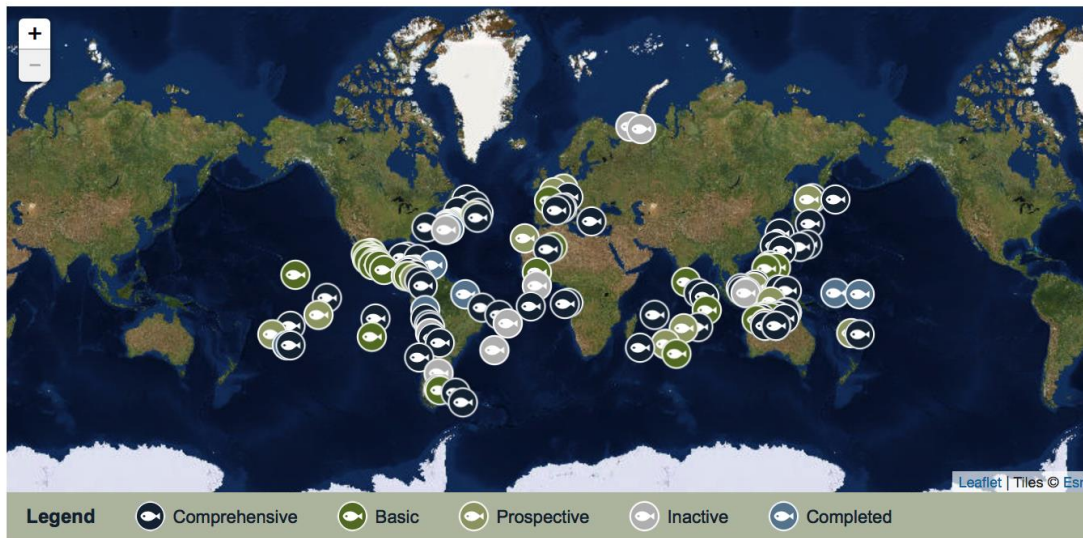 +
−
Leaflet | Tiles © Esr
Legend Comprehensive Basic Prospective Inactive Completed